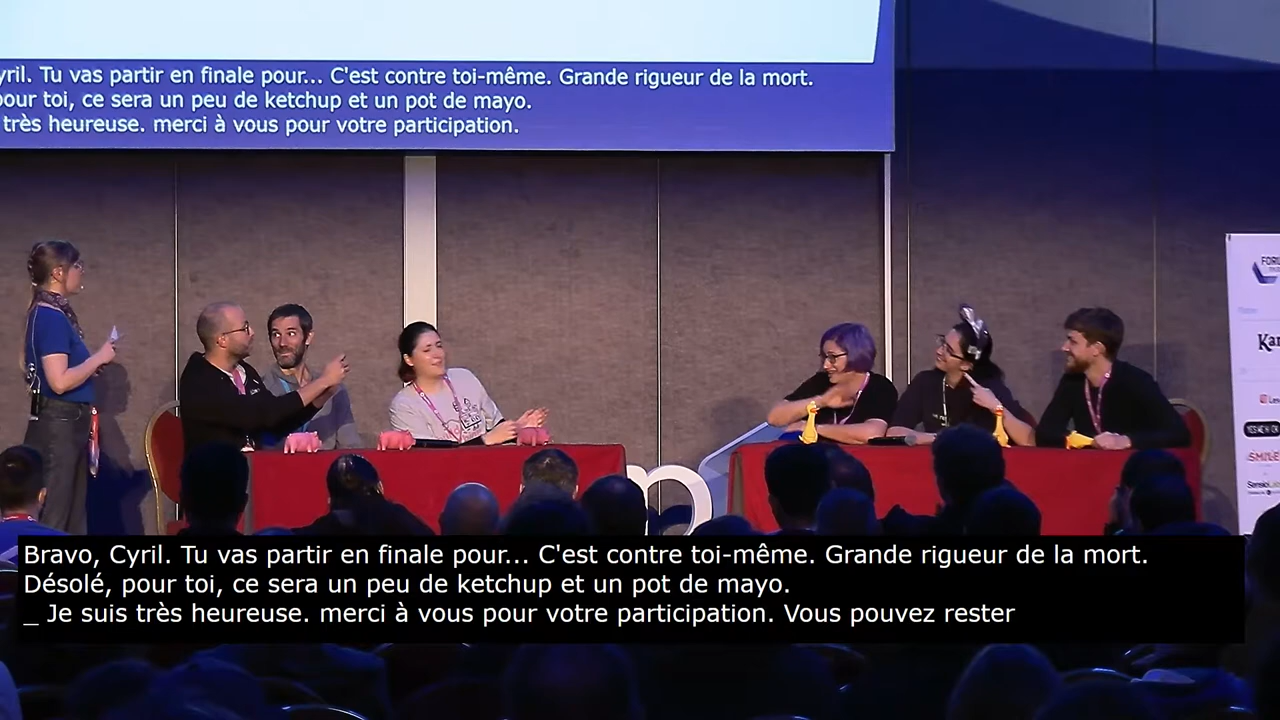 yril. Tu vas partir en finale pour... C'est contre toi-même. Grande rigueur de la mort.
pour toi, ce sera un peu de ketchup et un pot de mayo.
très heureuse. merci à vous pour votre participation.
FORU
Kar
SMILE
Bravo, Cyril. Tu vas partir en finale pour... C'est contre toi-même. Grande rigueur de la mort.
Désolé, pour toi, ce sera un peu de ketchup et un pot de mayo.
_ Je suis très heureuse. merci à vous pour votre participation. Vous pouvez rester